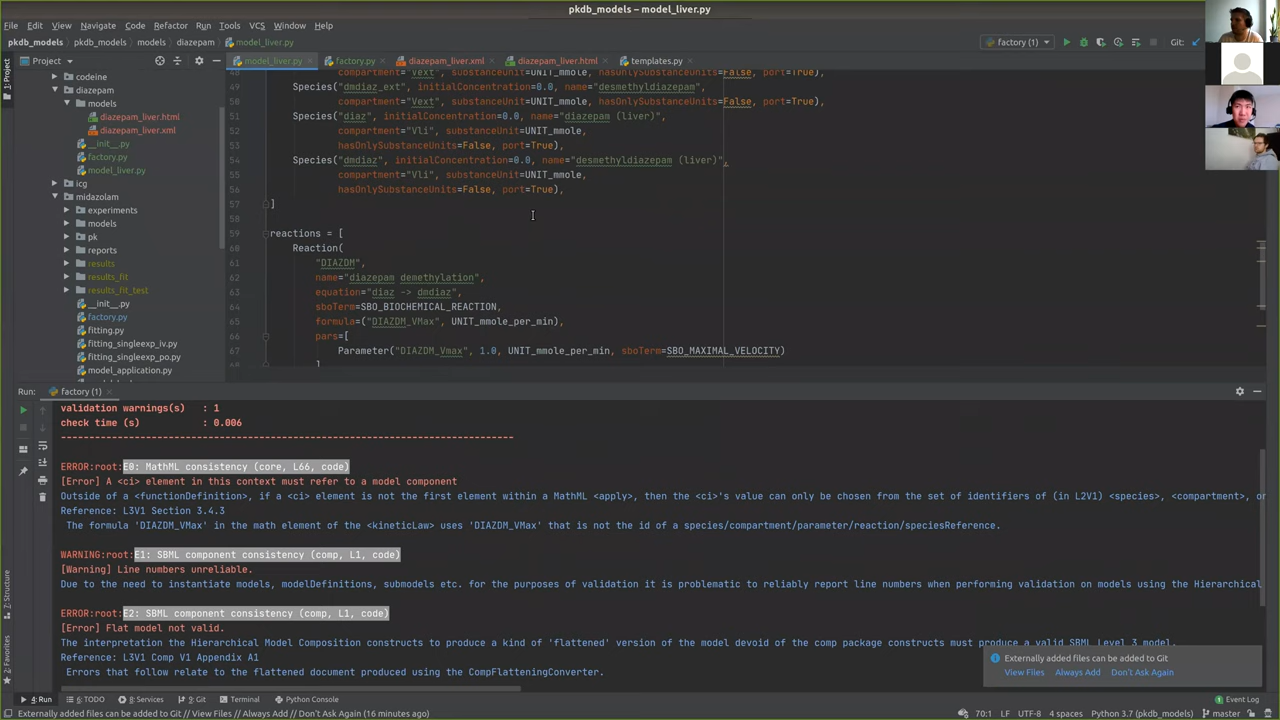 pkdb_models – model_liver.py
File Edit View Navigate Code Refactor Run Tools VCS Window Help
pkdb_models pkdb_models models diazepam model_liver.py
factory (1) Git:
Project
model_liver.py factory.py diazepam_liver.xml diazepam_liver.html templates.py
codeine
diazepam
models
diazepam_liver.html
diazepam_liver.xml
__init__.py
factory.py
model_liver.py
icg
midazolam
experiments
models
pk
reports
results
results_fit
results_fit_test
__init__.py
factory.py
fitting.py
fitting_singleexp_iv.py
fitting_singleexp_po.py
model_application.py
48 compartment="Vext", substanceUnit=UNIT_mmole, hasOnlySubstanceUnits=False, port=True),
49 Species("dmdiaz_ext", initialConcentration=0.0, name="desmethyldiazepam",
50 compartment="Vext", substanceUnit=UNIT_mmole, hasOnlySubstanceUnits=False, port=True),
51 Species("diaz", initialConcentration=0.0, name="diazepam (liver)",
52 compartment="Vli", substanceUnit=UNIT_mmole,
53 hasOnlySubstanceUnits=False, port=True),
54 Species("dmdiaz", initialConcentration=0.0, name="desmethyldiazepam (liver)",
55 compartment="Vli", substanceUnit=UNIT_mmole,
56 hasOnlySubstanceUnits=False, port=True),
57 ]
58
59 reactions = [
60 Reaction(
61 "DIAZDM",
62 name="diazepam demethylation",
63 equation="diaz -> dmdiaz",
64 sboTerm=SBO_BIOCHEMICAL_REACTION,
65 formula=("DIAZDM_VMax", UNIT_mmole_per_min),
66 pars=[
67 Parameter("DIAZDM_Vmax", 1.0, UNIT_mmole_per_min, sboTerm=SBO_MAXIMAL_VELOCITY)
68 ]
Run: factory (1)
validation warnings(s) : 1
check time (s) : 0.006
--------------------------------------------------------------------------------
ERROR:root:E0: MathML consistency (core, L66, code)
[Error] A <ci> element in this context must refer to a model component
Outside of a <functionDefinition>, if a <ci> element is not the first element within a MathML <apply>, then the <ci>'s value can only be chosen from the set of identifiers of (in L2V1) <species>, <compartment>, or
Reference: L3V1 Section 3.4.3
The formula 'DIAZDM_VMax' in the math element of the <kineticLaw> uses 'DIAZDM_VMax' that is not the id of a species/compartment/parameter/reaction/speciesReference.
WARNING:root:E1: SBML component consistency (comp, L1, code)
[Warning] Line numbers unreliable.
Due to the need to instantiate models, modelDefinitions, submodels etc. for the purposes of validation it is problematic to reliably report line numbers when performing validation on models using the Hierarchical
ERROR:root:E2: SBML component consistency (comp, L1, code)
[Error] Flat model not valid.
The interpretation the Hierarchical Model Composition constructs to produce a kind of 'flattened' version of the model devoid of the comp package constructs must produce a valid SBML Level 3 model.
Reference: L3V1 Comp V1 Appendix A1
Errors that follow relate to the flattened document produced using the CompFlatteningConverter.
Externally added files can be added to Git
View Files Always Add Don't Ask Again
1: Project
7: Structure
2: Favorites
4: Run 6: TODO 8: Services 9: Git Terminal Python Console Event Log
Externally added files can be added to Git // View Files // Always Add // Don't Ask Again (16 minutes ago) 70:1 LF UTF-8 4 spaces Python 3.7 (pkdb_models) master